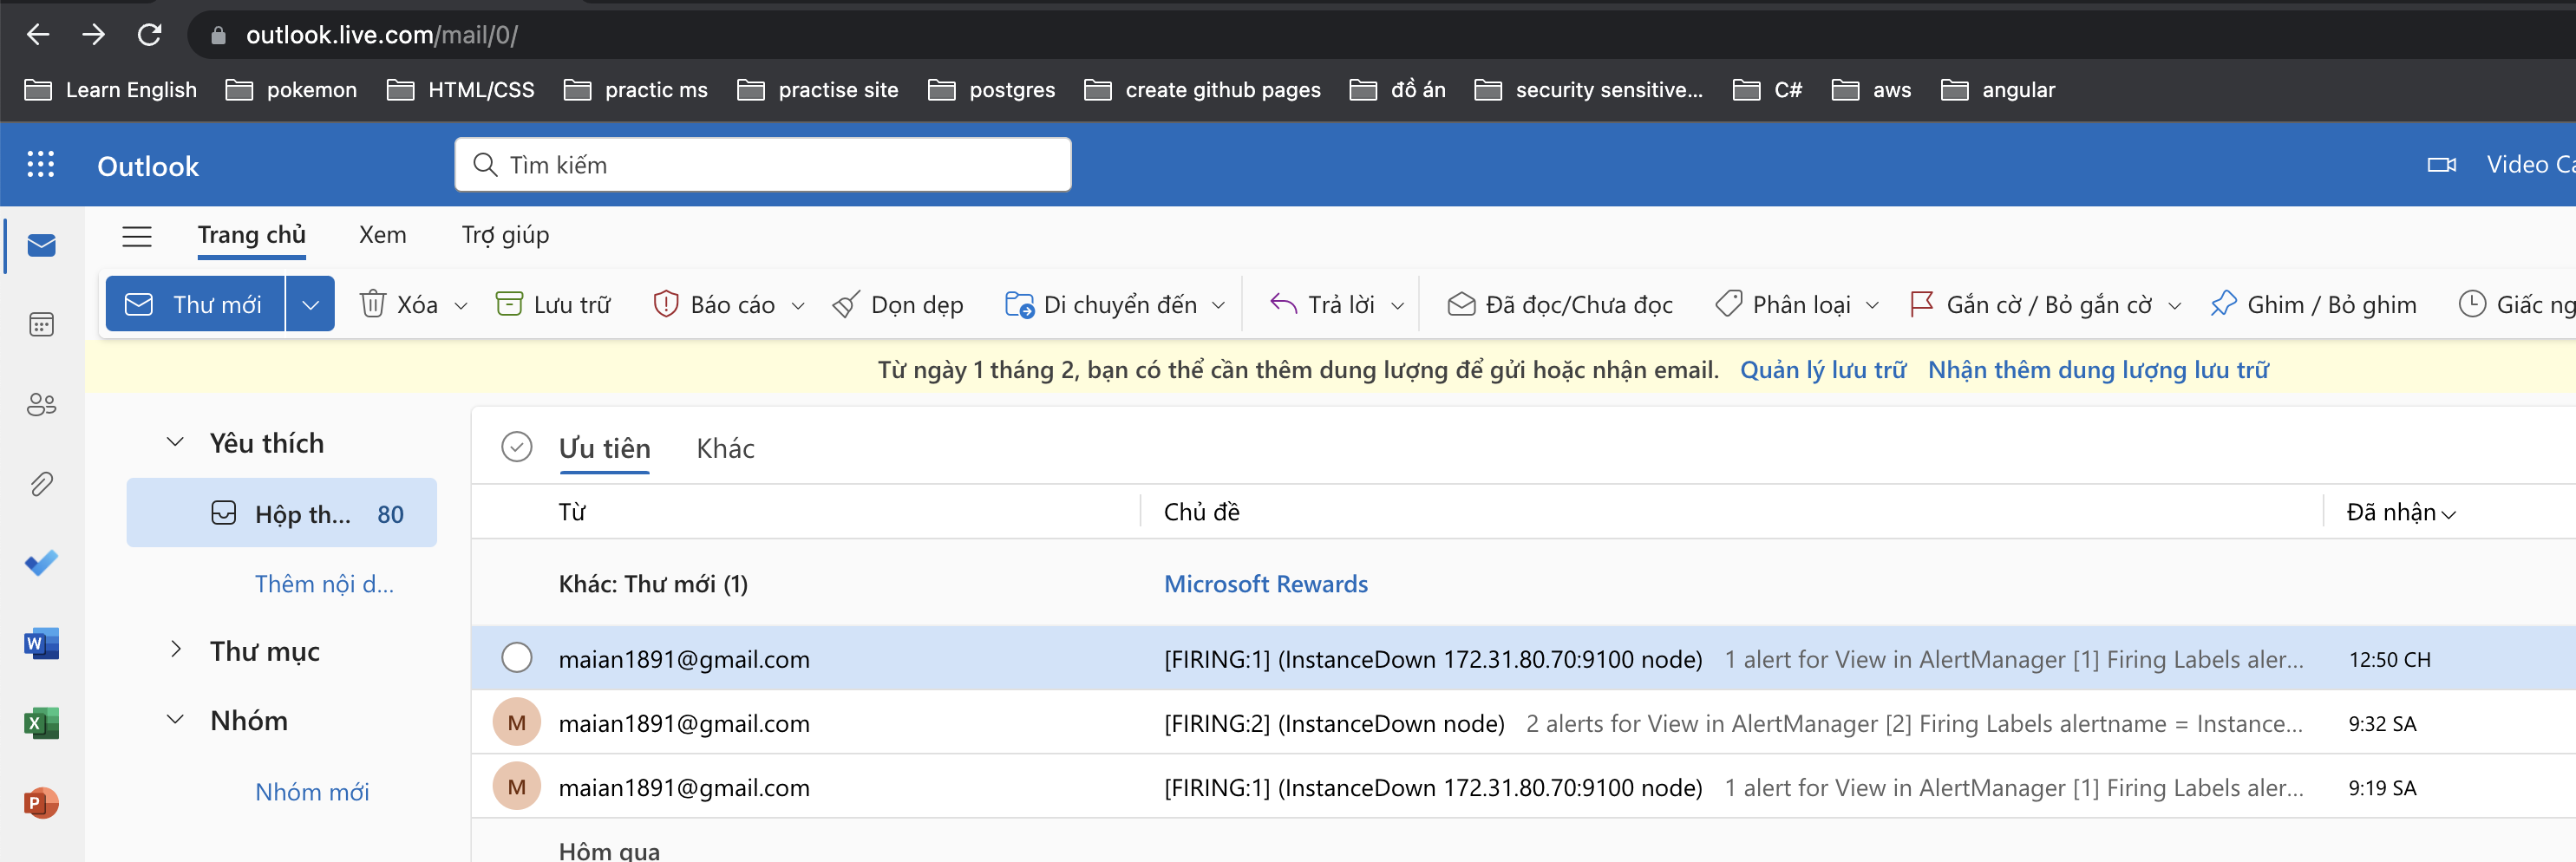 outlook.live.com/mail/0/
Learn English pokemon HTML/CSS practic ms practise site postgres create github pages đồ án security sensitive... C# aws angular
Outlook Tìm kiếm Video Ca
Trang chủ Xem Trợ giúp
Thư mới Xóa Lưu trữ Báo cáo Dọn dẹp Di chuyển đến Trả lời Đã đọc/Chưa đọc Phân loại Gắn cờ / Bỏ gắn cờ Ghim / Bỏ ghim Giấc ng
Từ ngày 1 tháng 2, bạn có thể cần thêm dung lượng để gửi hoặc nhận email. Quản lý lưu trữ Nhận thêm dung lượng lưu trữ
Yêu thích
Hộp th... 80
Thêm nội d...
Thư mục
Nhóm
Nhóm mới
Ưu tiên Khác
Từ Chủ đề Đã nhận
Khác: Thư mới (1) Microsoft Rewards
maian1891@gmail.com [FIRING:1] (InstanceDown 172.31.80.70:9100 node) 1 alert for View in AlertManager [1] Firing Labels aler... 12:50 CH
M maian1891@gmail.com [FIRING:2] (InstanceDown node) 2 alerts for View in AlertManager [2] Firing Labels alertname = Instance... 9:32 SA
M maian1891@gmail.com [FIRING:1] (InstanceDown 172.31.80.70:9100 node) 1 alert for View in AlertManager [1] Firing Labels aler... 9:19 SA
Hôm qua
W
X
P